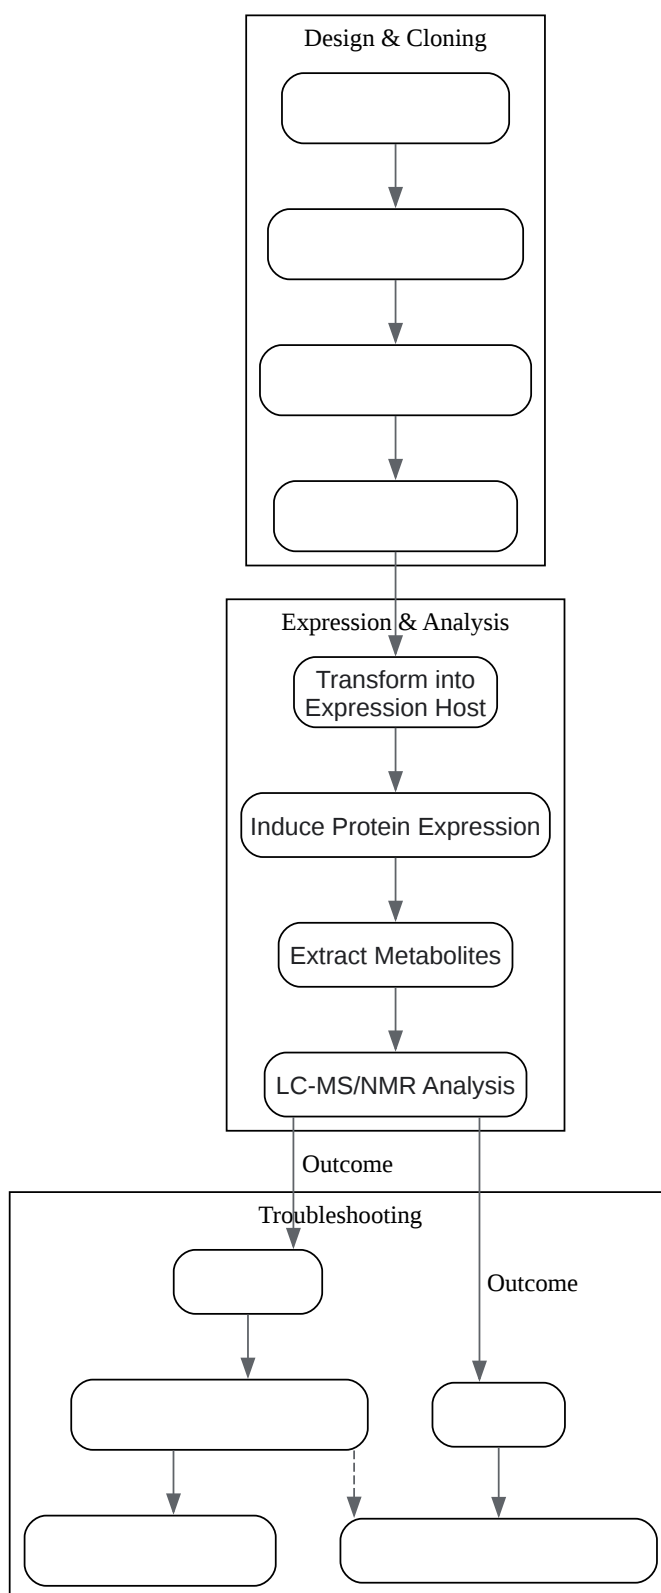 Design & Cloning
Expression & Analysis
Transform into
Expression Host
Induce Protein Expression
Extract Metabolites
LC-MS/NMR Analysis
Outcome
Troubleshooting
Outcome